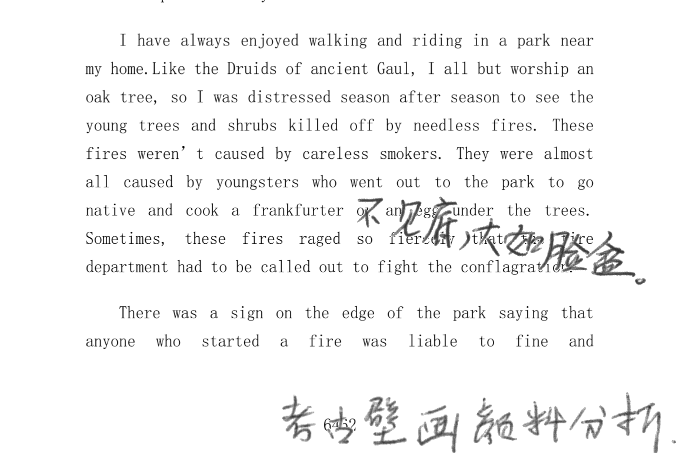 I have always enjoyed walking and riding in a park near
my home.Like the Druids of ancient Gaul, I all but worship an
oak tree, so I was distressed season after season to see the
young trees and shrubs killed off by needless fires. These
fires weren't caused by careless smokers. They were almost
all caused by youngsters who went out to the park to go
native and cook a frankfurter or an egg under the trees.
不见府,大如脸盆。
Sometimes, these fires raged so fiercely that the fire
department had to be called out to fight the conflagration.
There was a sign on the edge of the park saying that
anyone who started a fire was liable to fine and
考古壁画颜料分析.